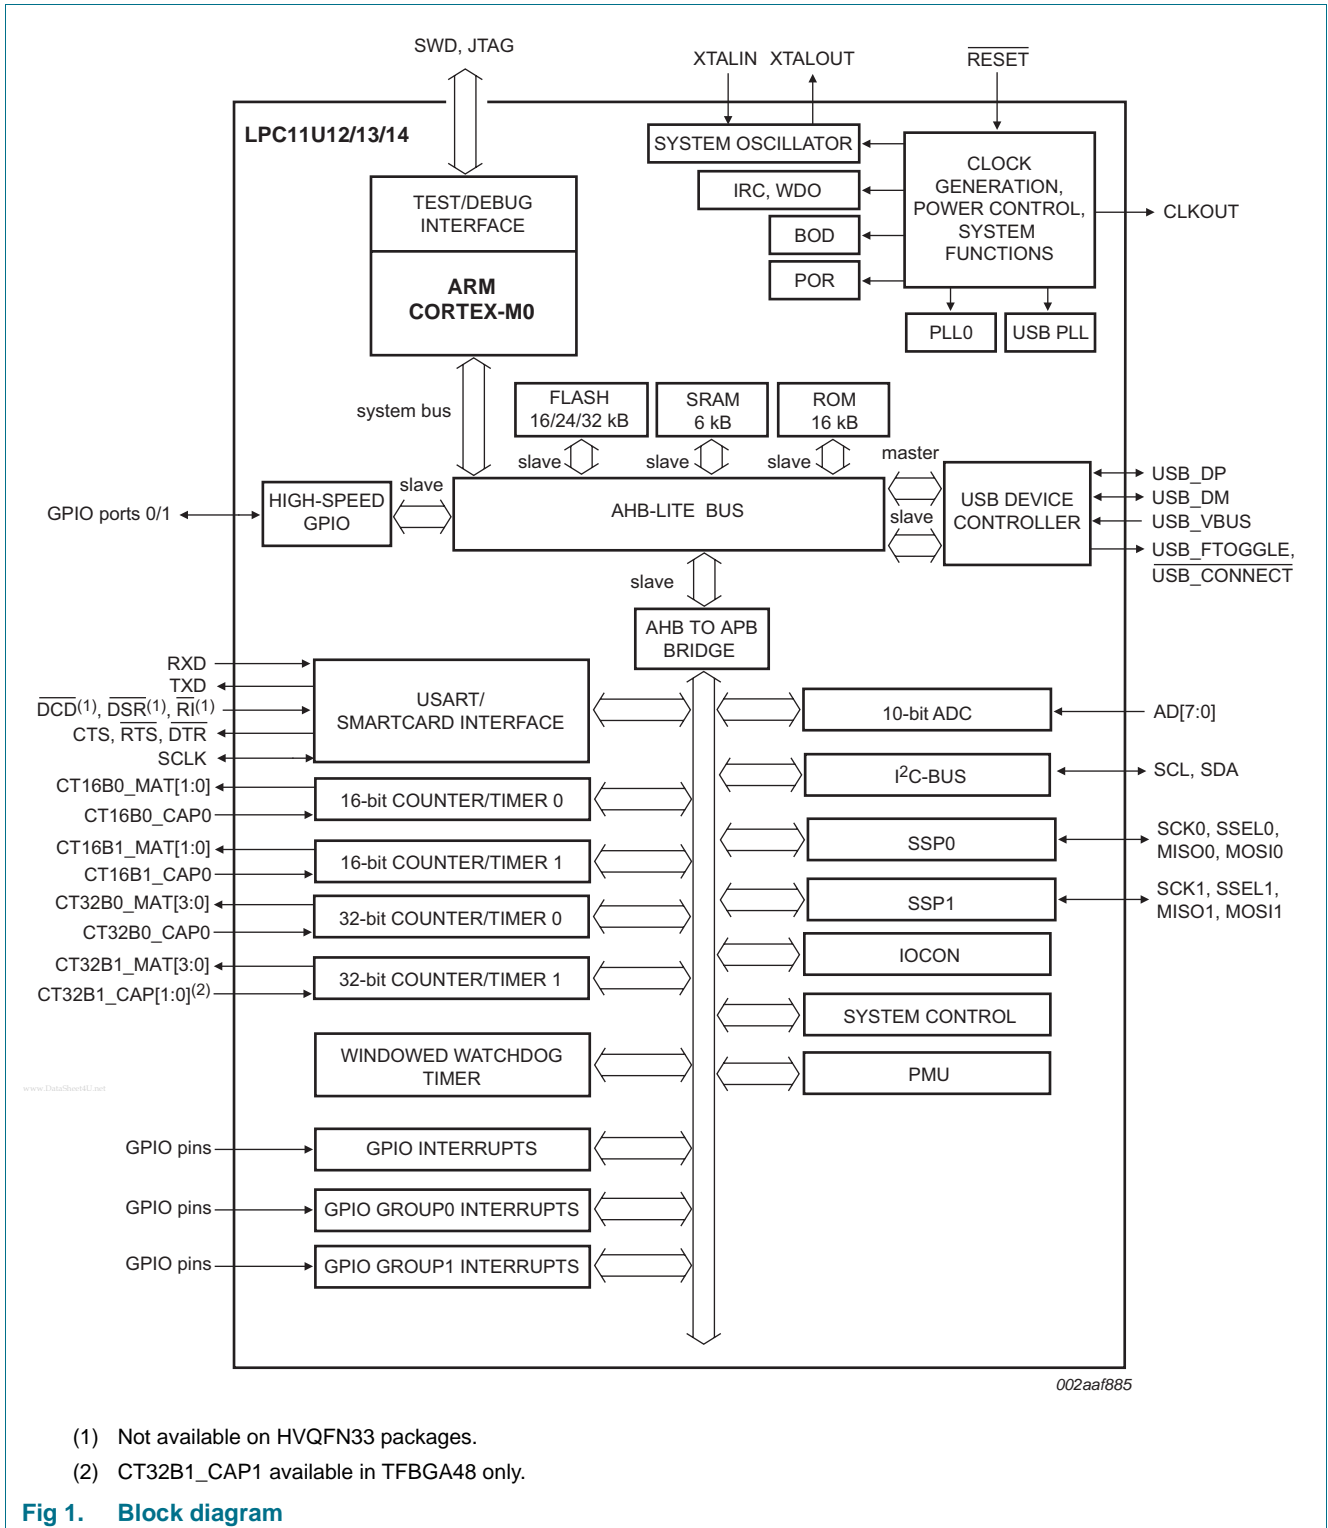 SWD, JTAG
XTALIN XTALOUT
RESET
LPC11U12/13/14
SYSTEM OSCILLATOR
CLOCK
GENERATION,
POWER CONTROL,
SYSTEM
FUNCTIONS
TEST/DEBUG
INTERFACE
IRC, WDO
CLKOUT
BOD
POR
ARM
CORTEX-M0
PLL0
USB PLL
system bus
FLASH
16/24/32 kB
SRAM
6 kB
ROM
16 kB
slave
slave
slave
master
slave
HIGH-SPEED
GPIO
GPIO ports 0/1
AHB-LITE BUS
slave
USB DEVICE
CONTROLLER
USB_DP
USB_DM
USB_VBUS
USB_FTOGGLE,
USB_CONNECT
slave
AHB TO APB
BRIDGE
RXD
TXD
DCD(1), DSR(1), RI(1)
CTS, RTS, DTR
SCLK
USART/
SMARTCARD INTERFACE
10-bit ADC
AD[7:0]
CT16B0_MAT[1:0]
CT16B0_CAP0
16-bit COUNTER/TIMER 0
I2C-BUS
SCL, SDA
CT16B1_MAT[1:0]
CT16B1_CAP0
16-bit COUNTER/TIMER 1
SSP0
SCK0, SSEL0,
MISO0, MOSI0
CT32B0_MAT[3:0]
CT32B0_CAP0
32-bit COUNTER/TIMER 0
SSP1
SCK1, SSEL1,
MISO1, MOSI1
CT32B1_MAT[3:0]
CT32B1_CAP[1:0](2)
32-bit COUNTER/TIMER 1
IOCON
SYSTEM CONTROL
WINDOWED WATCHDOG
TIMER
PMU
www.DataSheet4U.net
GPIO pins
GPIO INTERRUPTS
GPIO pins
GPIO GROUP0 INTERRUPTS
GPIO pins
GPIO GROUP1 INTERRUPTS
002aaf885
(1) Not available on HVQFN33 packages.
(2) CT32B1_CAP1 available in TFBGA48 only.
Fig 1. Block diagram